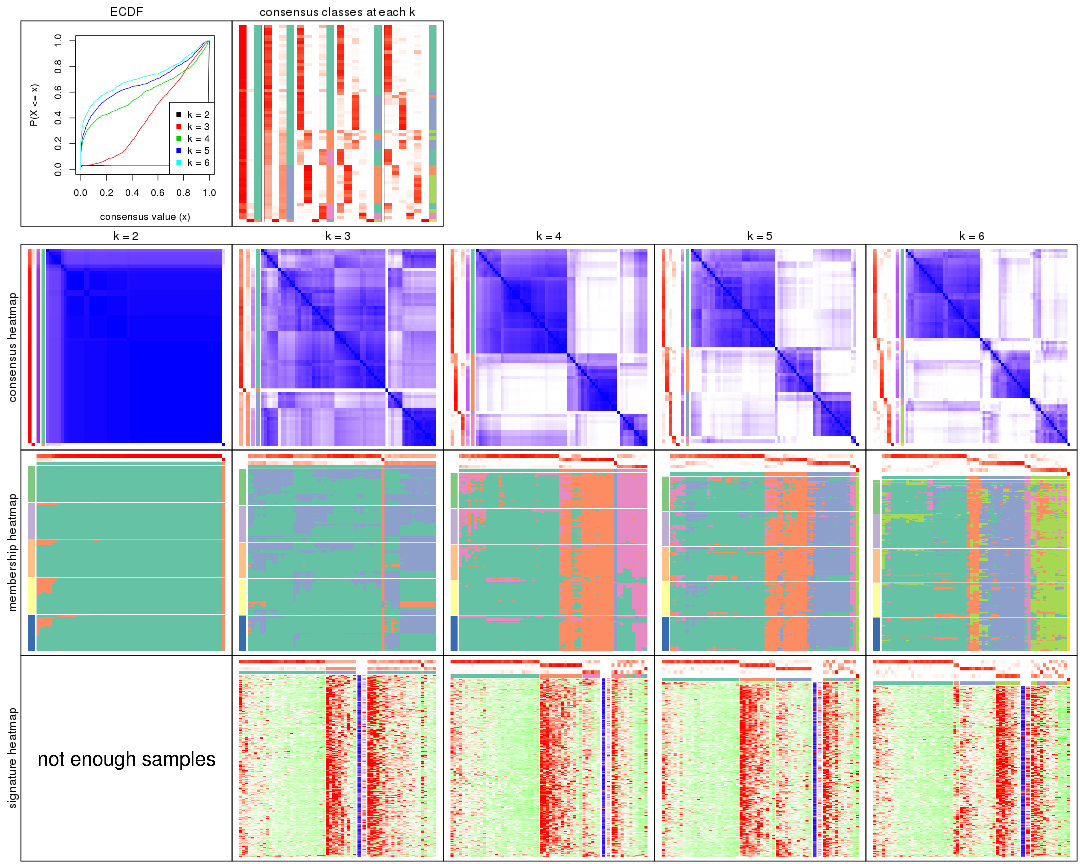 ECDF
consensus classes at each k
P(X <= x)
0.0
0.2
0.4
0.6
0.8
1.0
k = 2
k = 3
k = 4
k = 5
k = 6
0.0 0.2 0.4 0.6 0.8 1.0
consensus value (x)
k = 2
k = 3
k = 4
k = 5
k = 6
consensus heatmap
membership heatmap
signature heatmap
not enough samples